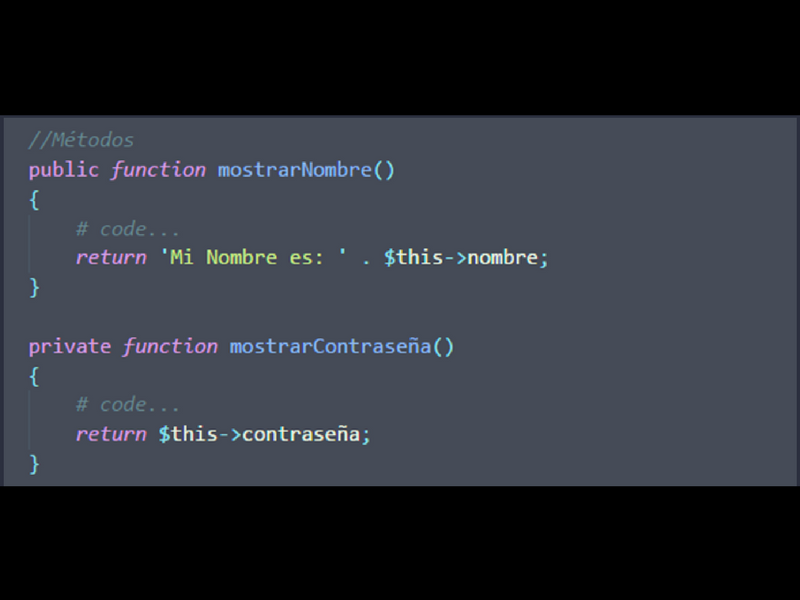 //Métodos
public function mostrarNombre()
{
# code...
return 'Mi Nombre es: ' . $this->nombre;
}
private function mostrarContraseña()
{
# code...
return $this->contraseña;
}